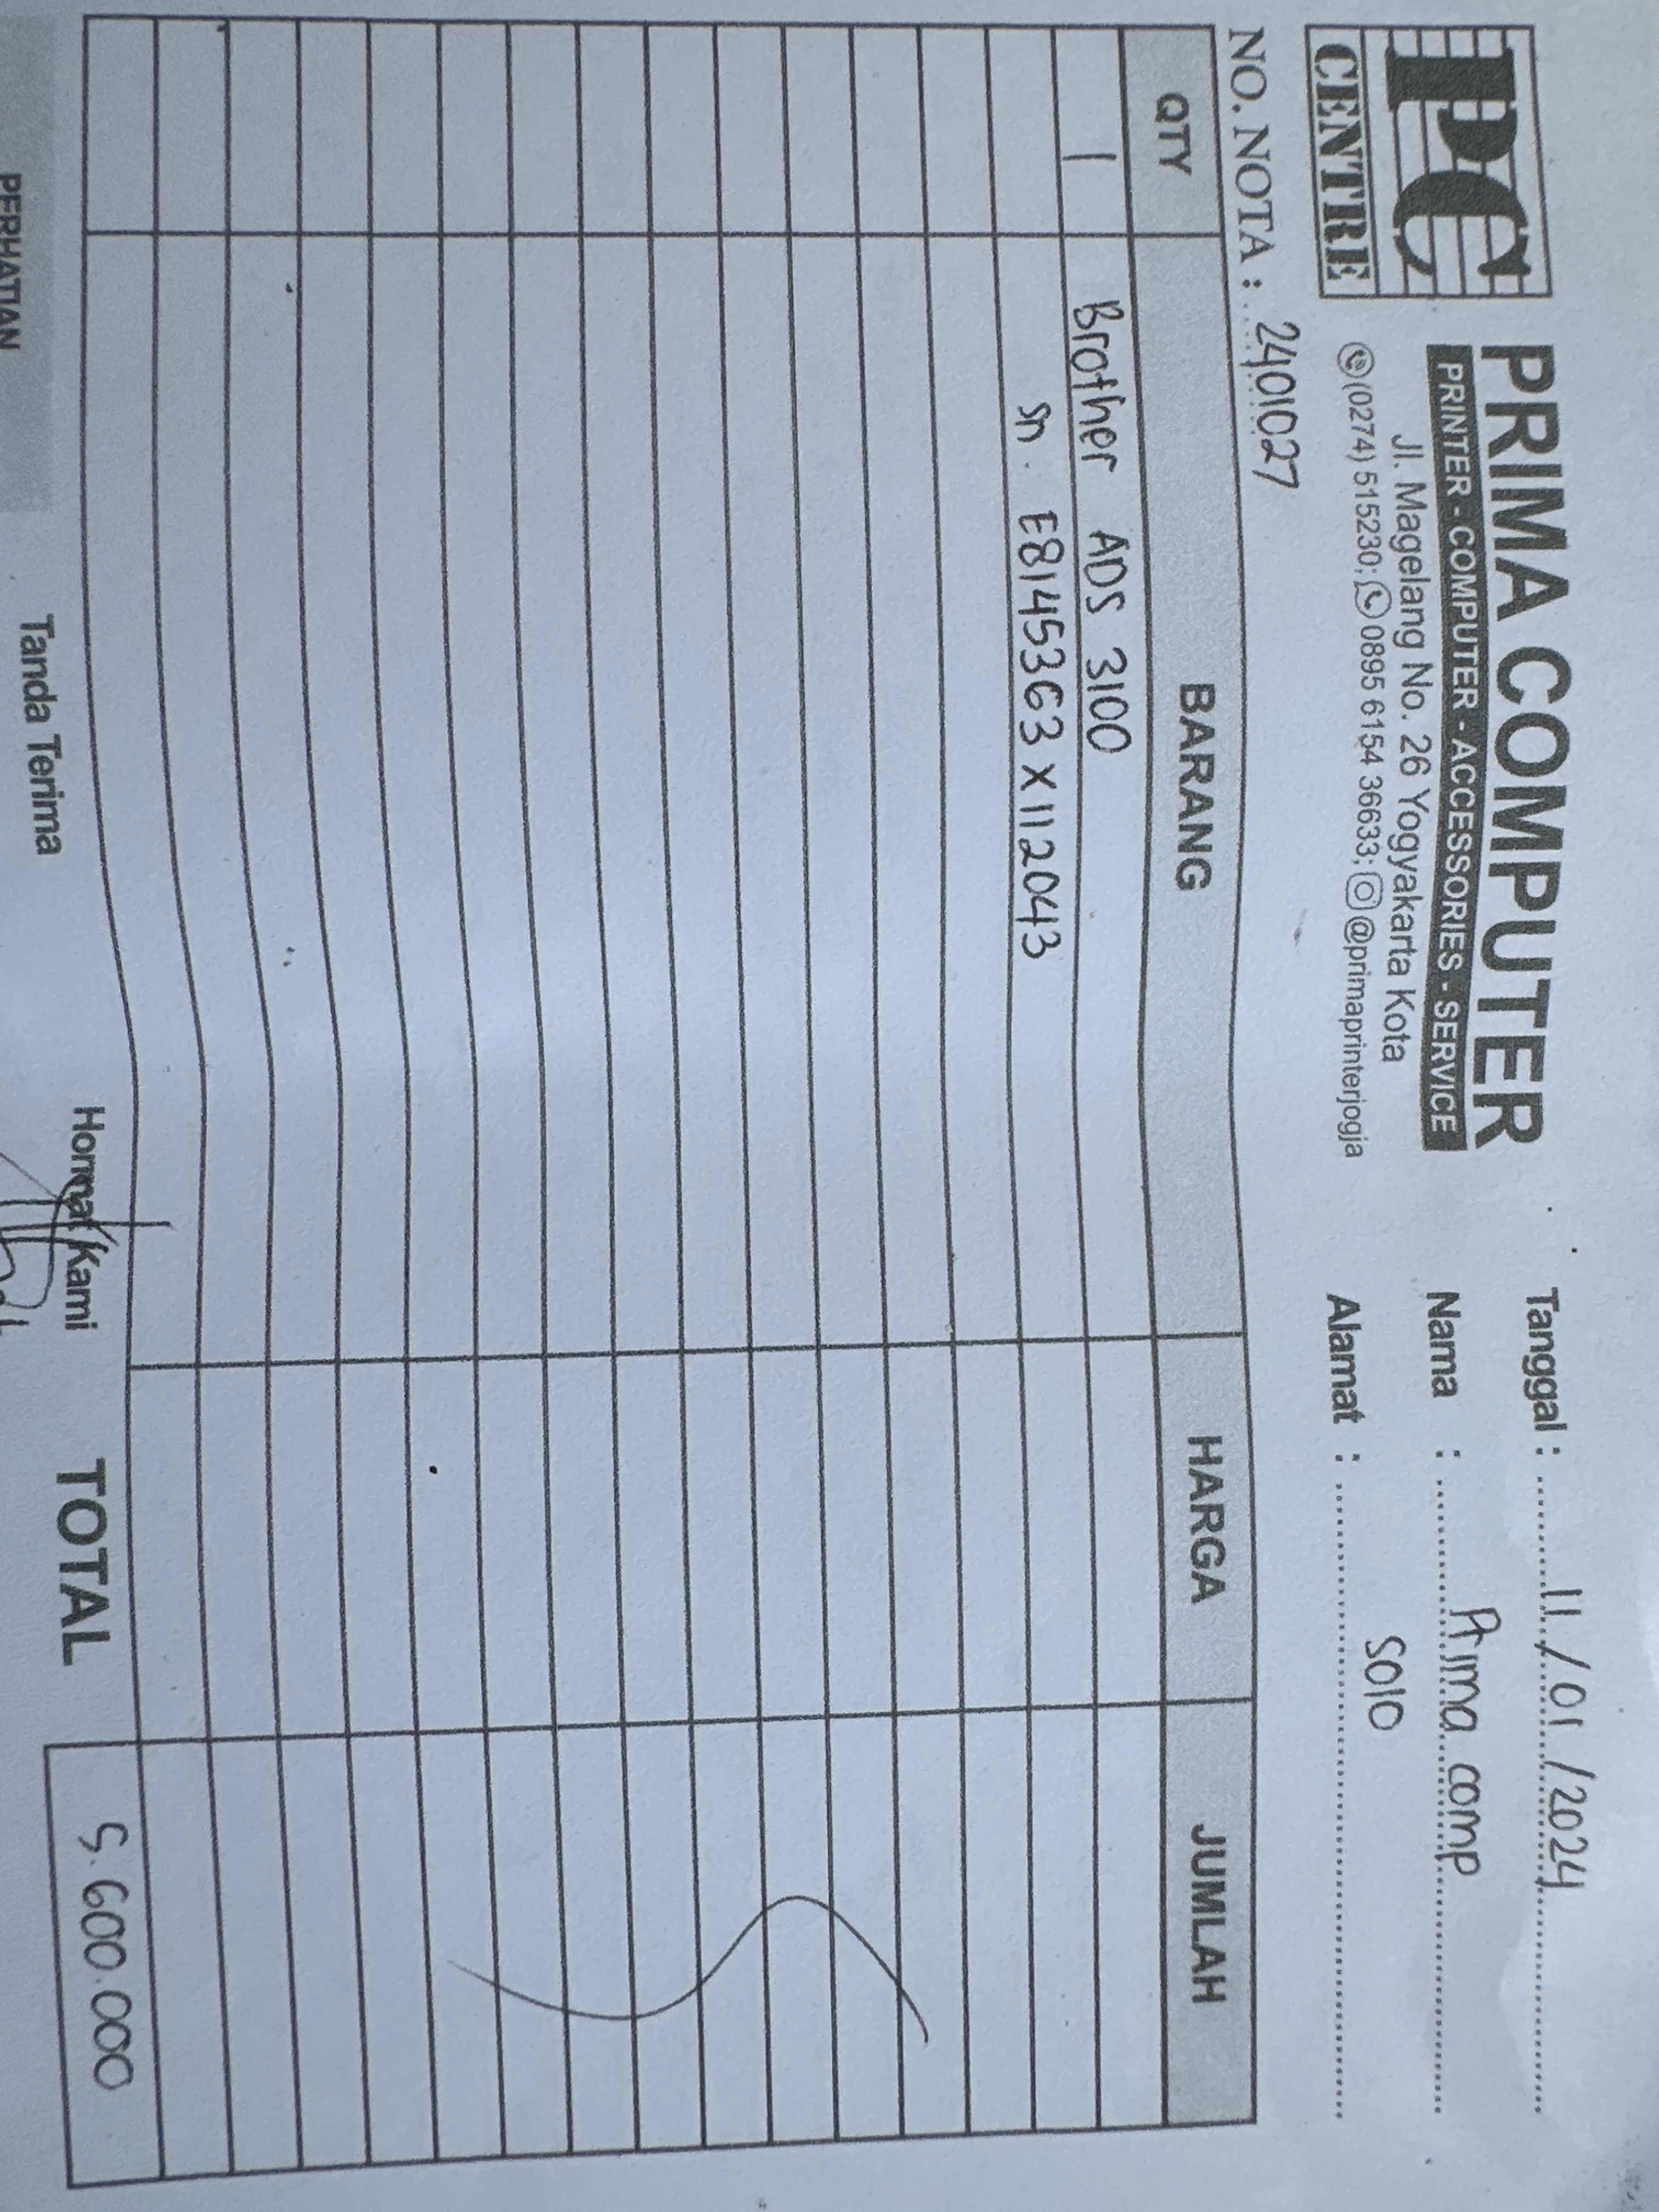 PC
CENTRE
PRIMA COMPUTER
PRINTER - COMPUTER - ACCESSORIES - SERVICE
Jl. Magelang No. 26 Yogyakarta Kota
(0274) 515230; 0895 6154 36633; @primaprinterjogja
Tanggal : 11/01/2024
Nama : Prima comp
Alamat : Solo
NO. NOTA : 2401027
QTY BARANG HARGA JUMLAH
1 Brother ADS 3100
Sn. E81453G3X112043
Tanda Terima Hormat Kami TOTAL 5.600.000
PERHATIAN